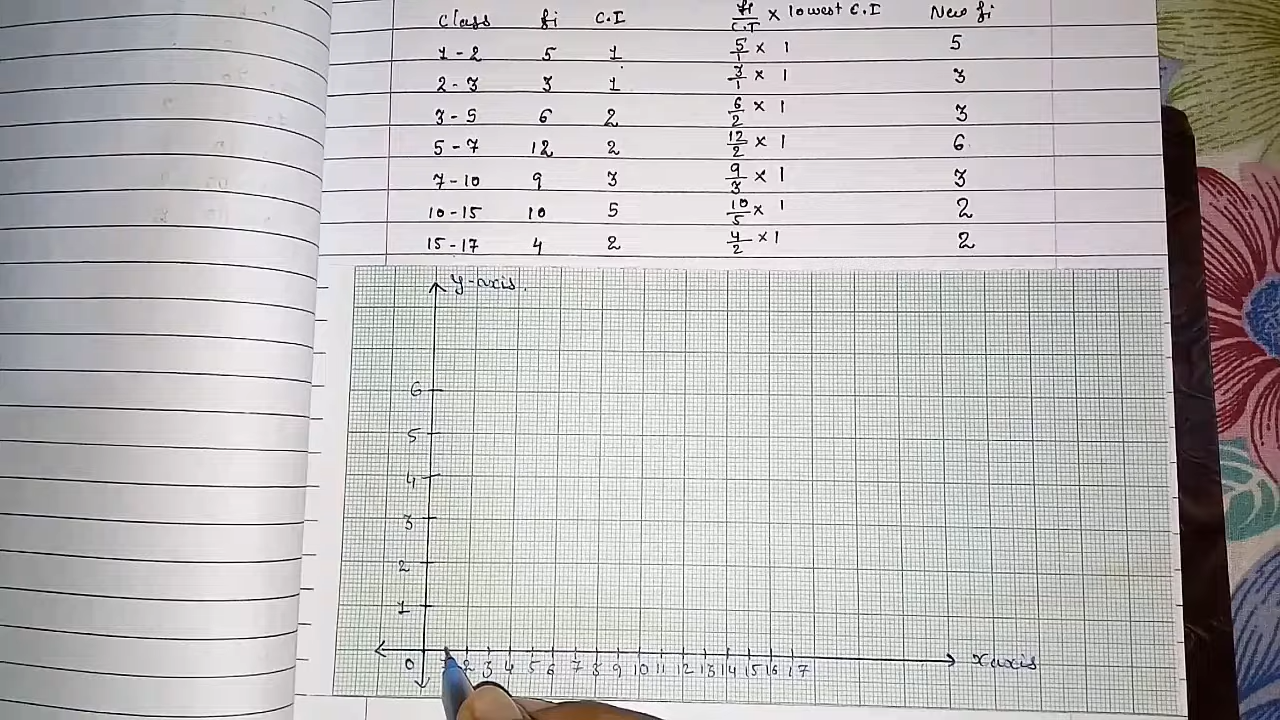 Class fi C.I fi/C.I × lowest C.I New fi
1 - 2 5 1 5/1 × 1 5
2 - 3 3 1 3/1 × 1 3
3 - 5 6 2 6/2 × 1 3
5 - 7 12 2 12/2 × 1 6
7 - 10 9 3 9/3 × 1 3
10 - 15 10 5 10/5 × 1 2
15 - 17 4 2 4/2 × 1 2
y-axis.
6
5
4
3
2
1
0 1 2 3 4 5 6 7 8 9 10 11 12 13 14 15 16 17 x axis